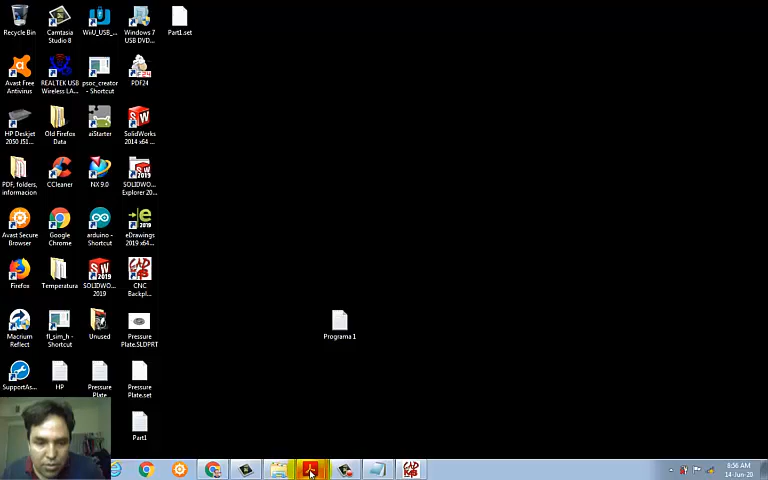 Recycle Bin
Camtasia
Studio 8
WiiU_USB_...
Windows 7
USB DVD...
Part1.set
Avast Free
Antivirus
REALTEK USB
Wireless LA...
psoc_creator
- Shortcut
PDF24
HP Deskjet
2050 J51...
Old Firefox
Data
aiStarter
SolidWorks
2014 x64 ...
PDF, folders,
informacion
CCleaner
NX 9.0
SOLIDWO...
Explorer 20...
Avast Secure
Browser
Google
Chrome
arduino -
Shortcut
eDrawings
2019 x64...
Firefox
Temperatura
SOLIDWO...
2019
CNC
Backpl...
Macrium
Reflect
fl_sim_h -
Shortcut
Unused
Pressure
Plate.SLDPRT
Programa 1
SupportAs...
HP
Pressure
Plate
Pressure
Plate.set
Part1
8:56 AM
14-Jun-20